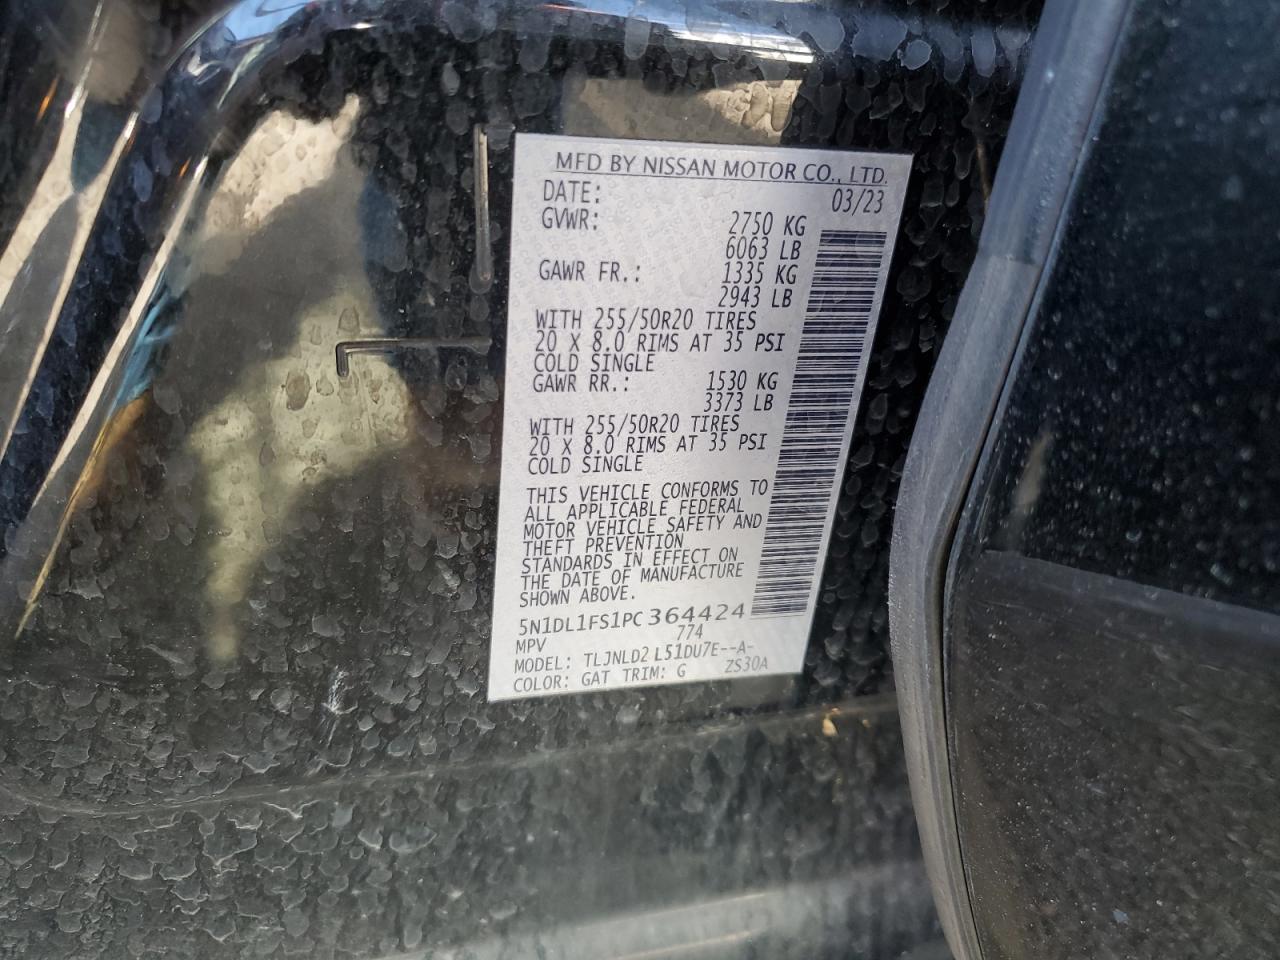 MFD BY NISSAN MOTOR CO., LTD.
DATE: 03/23
GVWR: 2750 KG
6063 LB
GAWR FR.: 1335 KG
2943 LB
WITH 255/50R20 TIRES
20 X 8.0 RIMS AT 35 PSI
COLD SINGLE
GAWR RR.: 1530 KG
3373 LB
WITH 255/50R20 TIRES
20 X 8.0 RIMS AT 35 PSI
COLD SINGLE
THIS VEHICLE CONFORMS TO
ALL APPLICABLE FEDERAL
MOTOR VEHICLE SAFETY AND
THEFT PREVENTION
STANDARDS IN EFFECT ON
THE DATE OF MANUFACTURE
SHOWN ABOVE.
5N1DL1FS1PC364424
MPV 774
MODEL: TLJNLD2 L51DU7E--A-
COLOR: GAT TRIM: G ZS30A